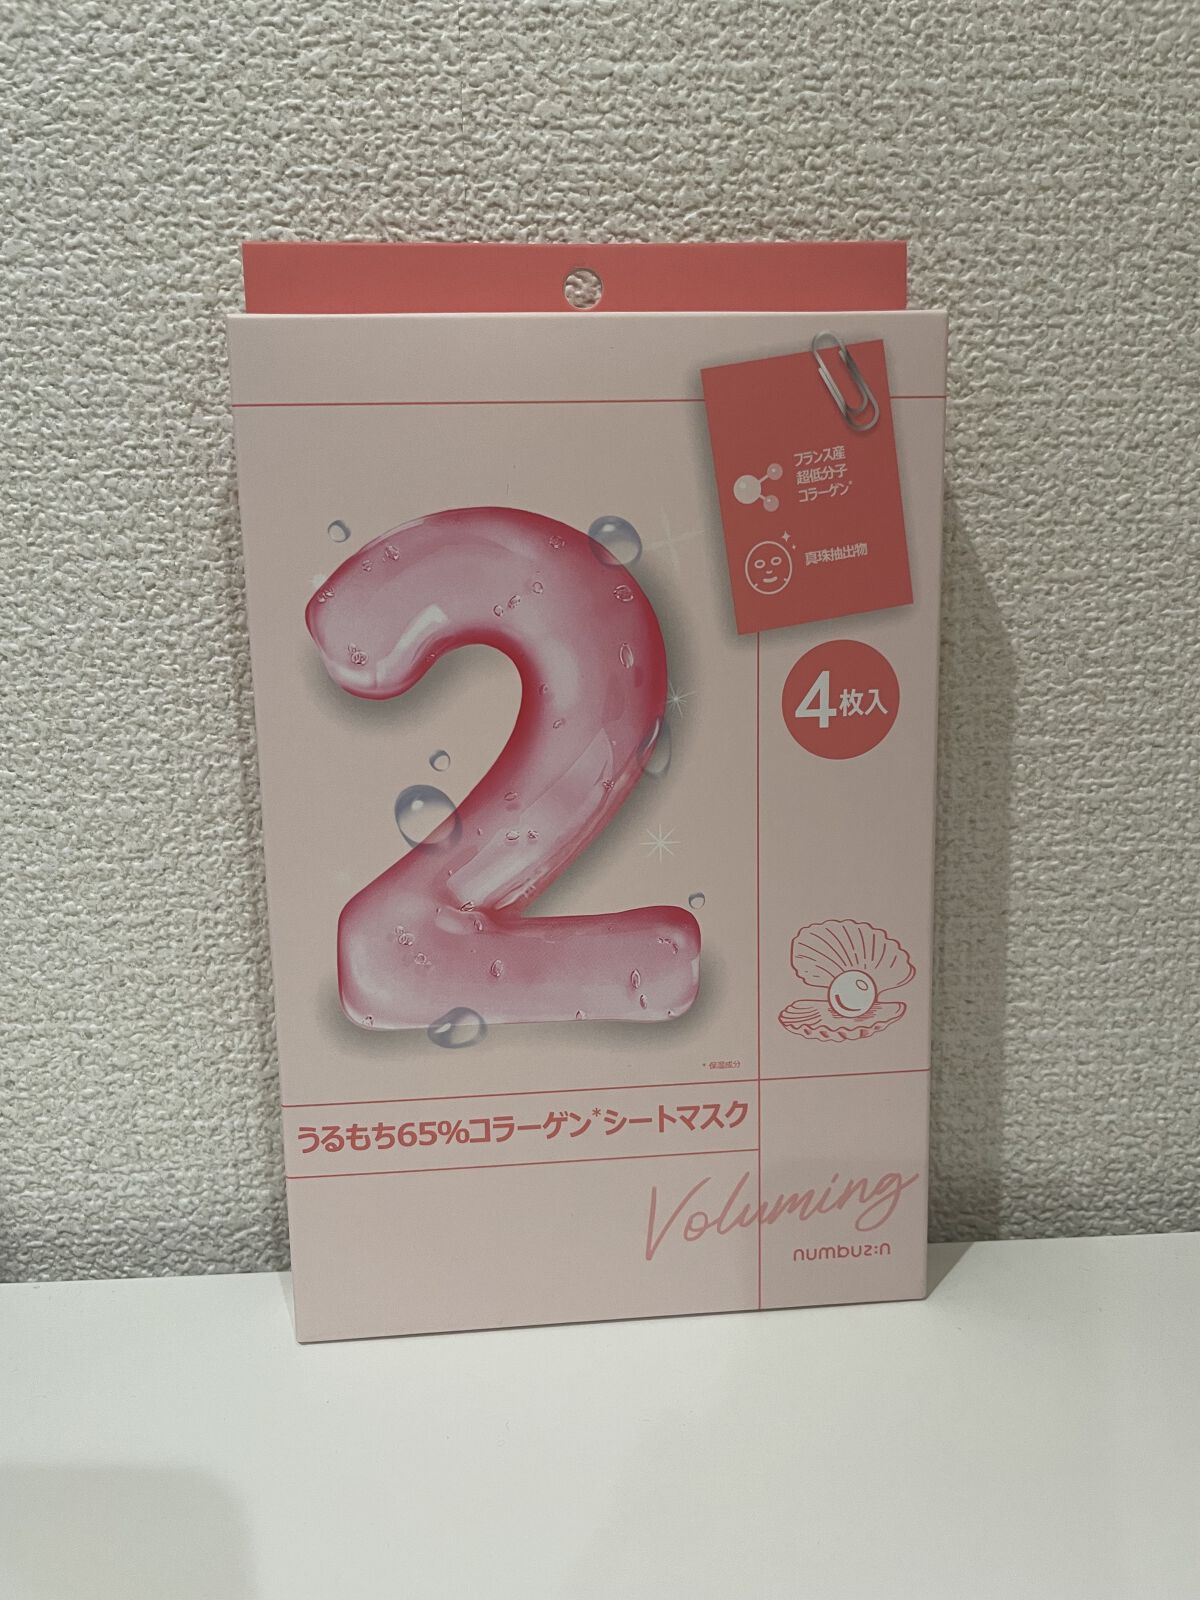 フランス産
超低分子
コラーゲン*
真珠抽出物
4枚入
2
*保湿成分
うるもち65%コラーゲン*シートマスク
Voluming
numbuz:n